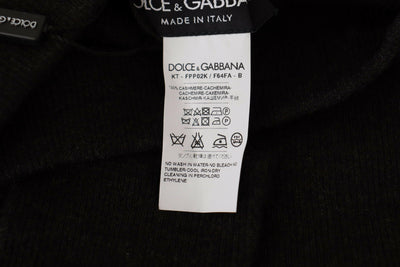 DOLCE & GABBA
MADE IN ITALY
DOLCE & GABBANA
KT - FPP02K / F64FA - B
100% CASHMERE-CACHEMIRE-
NO WASH IN WATER-NO BLEACH-NO
TUMBLER-COOL IRON-DRY
CLEANING IN PERCHLORO
ETHYLENE